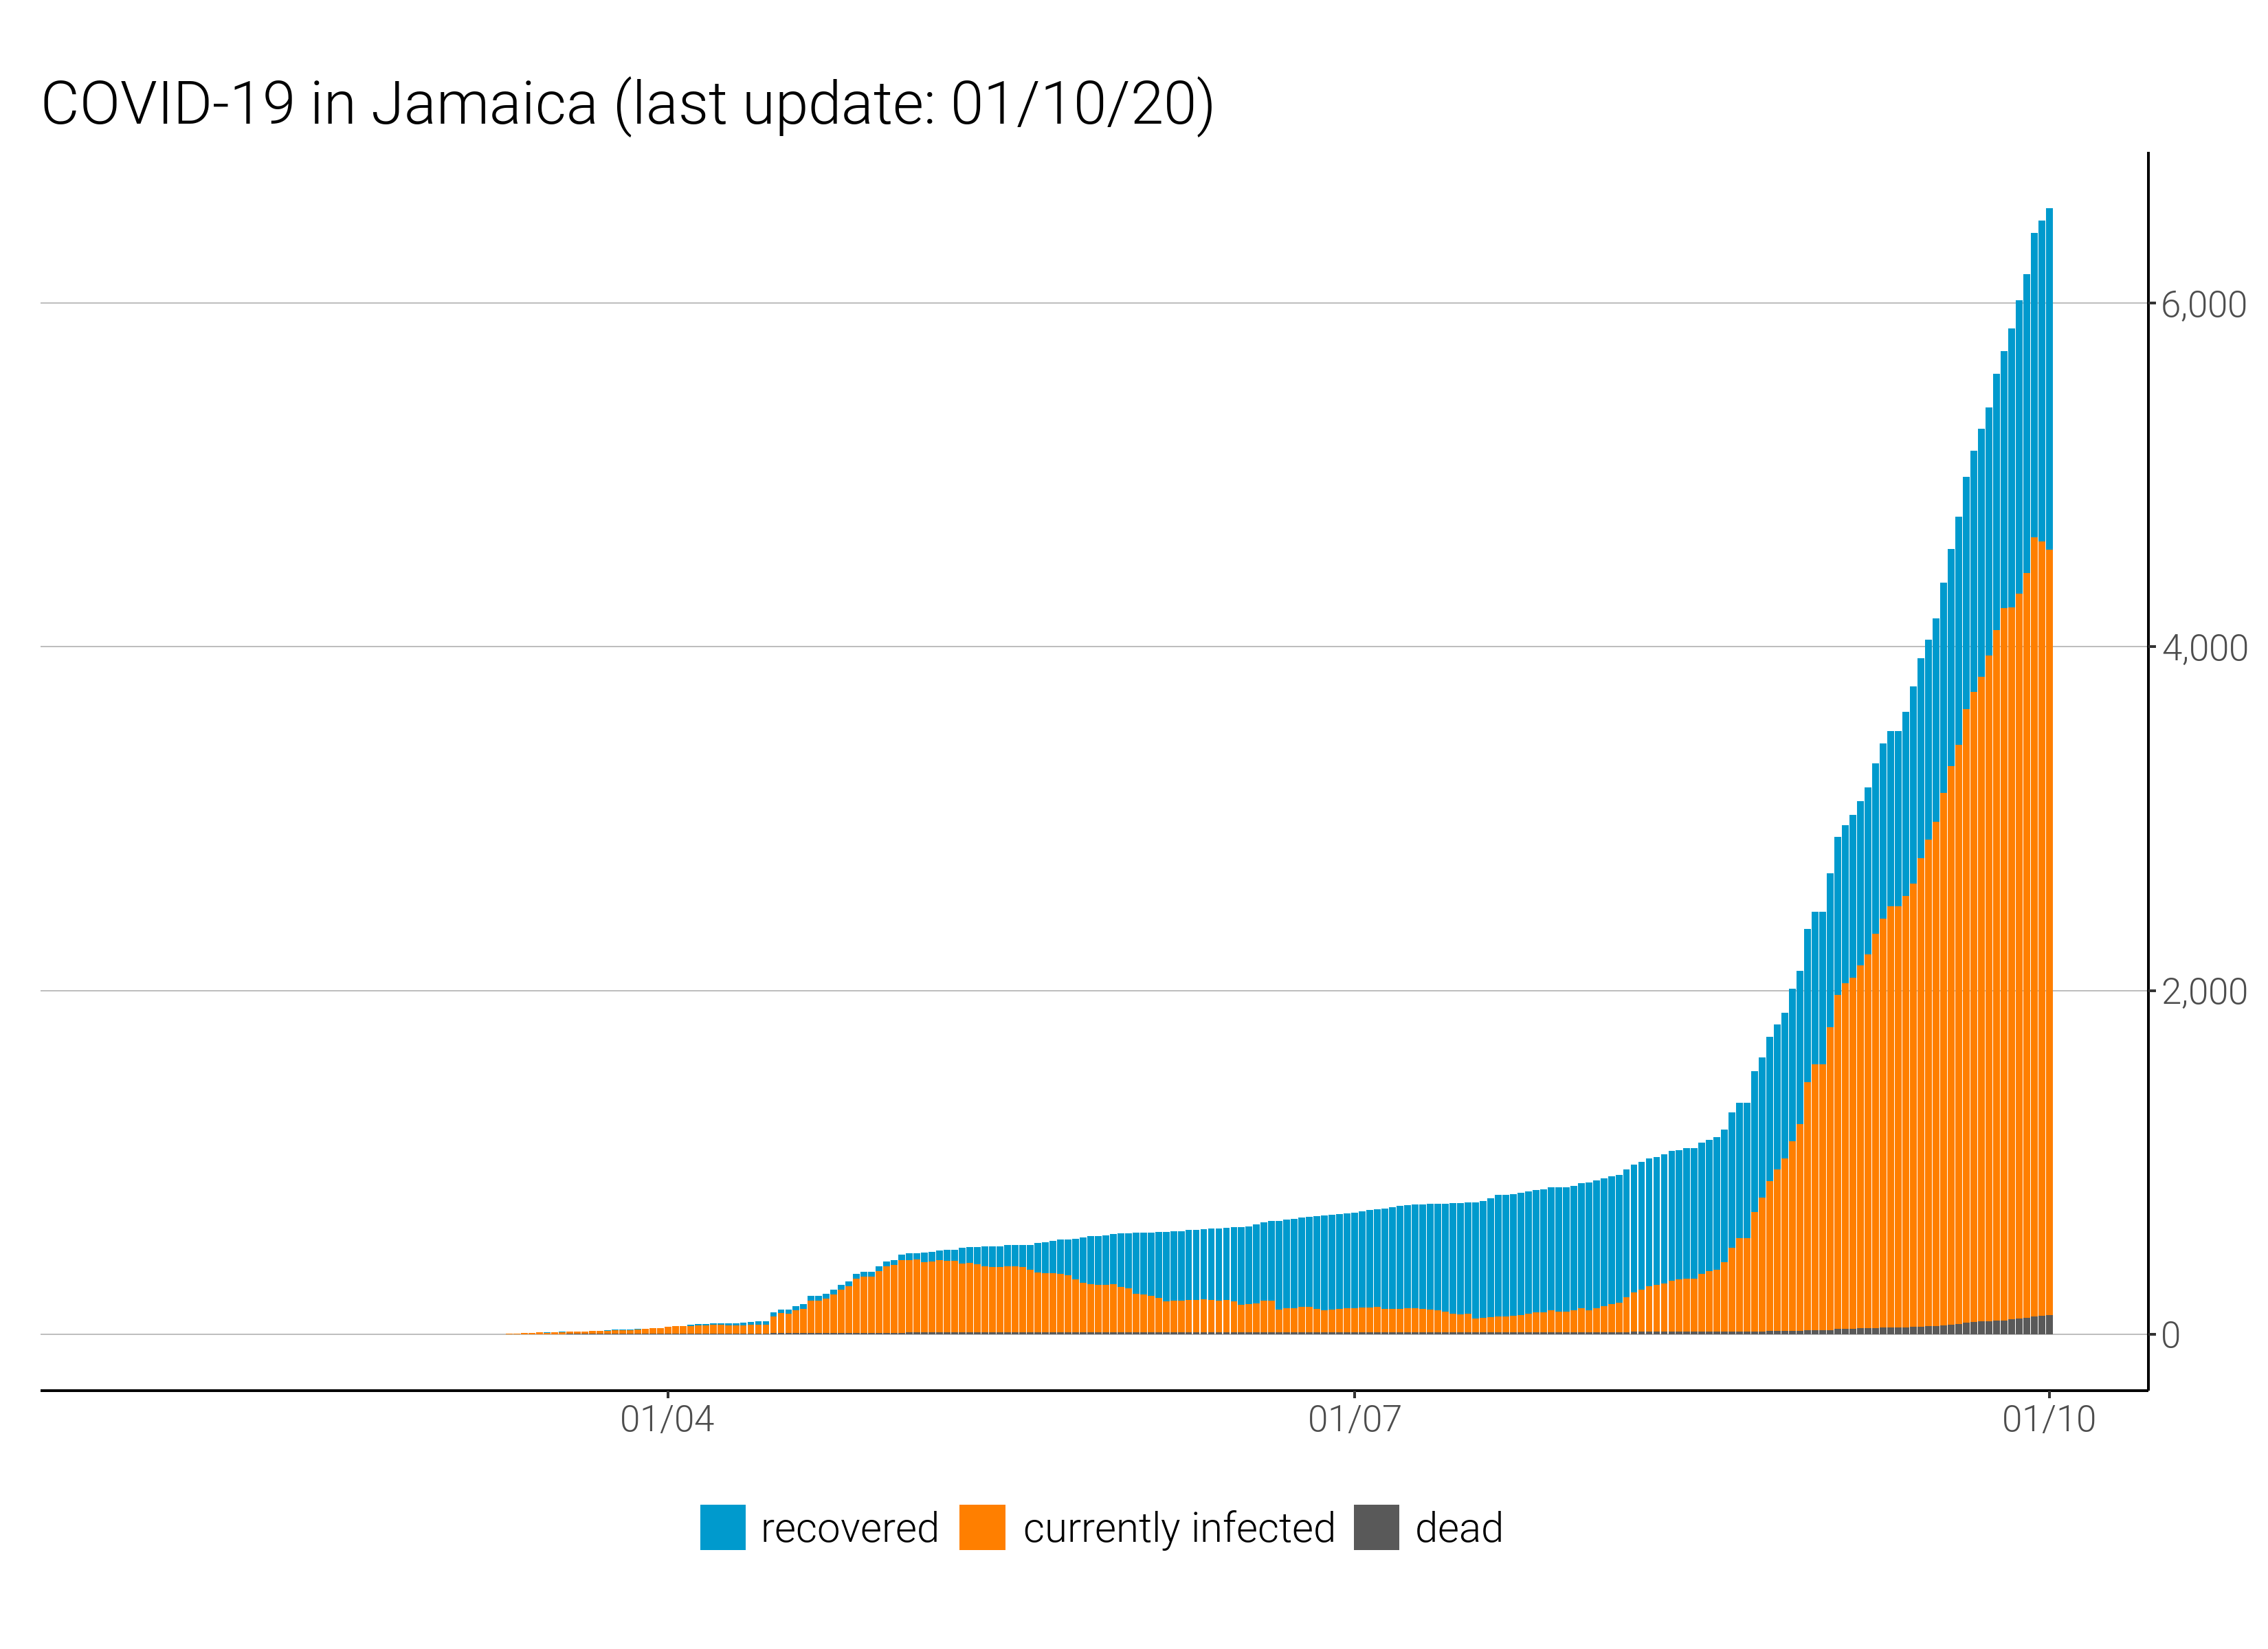 COVID-19 in Jamaica (last update: 01/10/20)
6,000
4,000
2,000
0
01/04 01/07 01/10
recovered currently infected dead